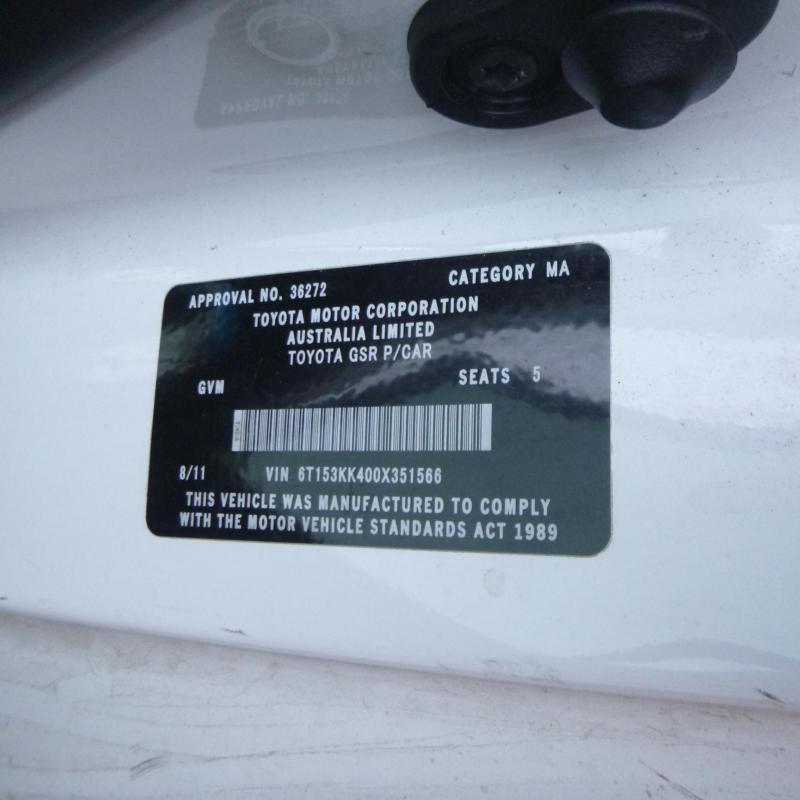 APPROVAL NO. 36272 CATEGORY MA
TOYOTA MOTOR CORPORATION
AUSTRALIA LIMITED
TOYOTA GSR P/CAR
GVM SEATS 5
8/11 VIN 6T153KK400X351566
THIS VEHICLE WAS MANUFACTURED TO COMPLY
WITH THE MOTOR VEHICLE STANDARDS ACT 1989